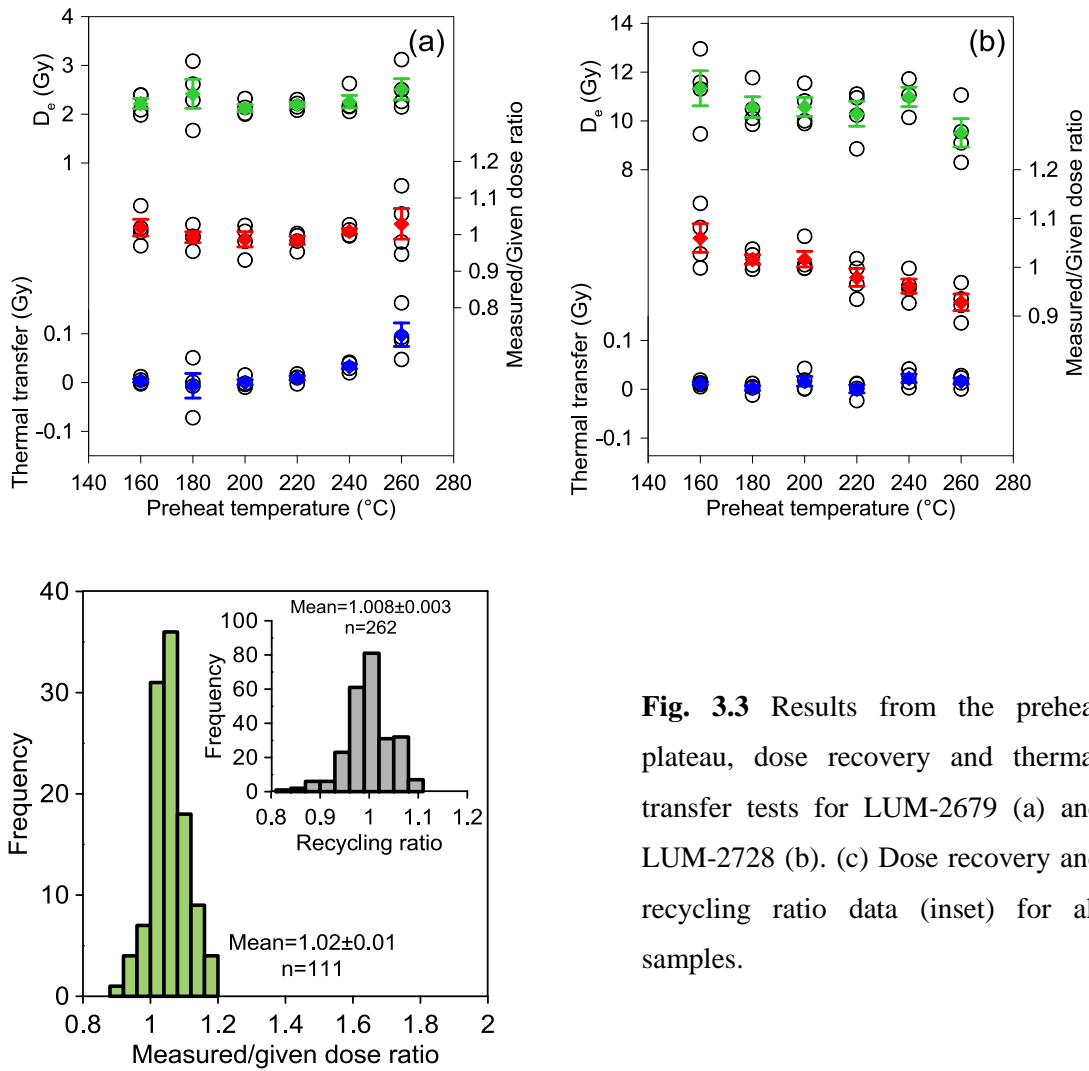 (a)
4
3
2
1
D_e (Gy)
1.2
1.1
1
0.9
0.8
Measured/Given dose ratio
0.1
0
-0.1
Thermal transfer (Gy)
140 160 180 200 220 240 260 280
Preheat temperature (°C)
(b)
14
12
10
8
D_e (Gy)
1.2
1.1
1
0.9
Measured/Given dose ratio
0.1
0
-0.1
Thermal transfer (Gy)
140 160 180 200 220 240 260 280
Preheat temperature (°C)
40
30
20
10
0
Frequency
0.8 1 1.2 1.4 1.6 1.8 2
Measured/given dose ratio
Mean=1.02±0.01
n=111
Mean=1.008±0.003
n=262
100
80
60
40
20
0
Frequency
0.8 0.9 1 1.1 1.2
Recycling ratio
Fig. 3.3 Results from the prehea
plateau, dose recovery and therma
transfer tests for LUM-2679 (a) an
LUM-2728 (b). (c) Dose recovery an
recycling ratio data (inset) for al
samples.